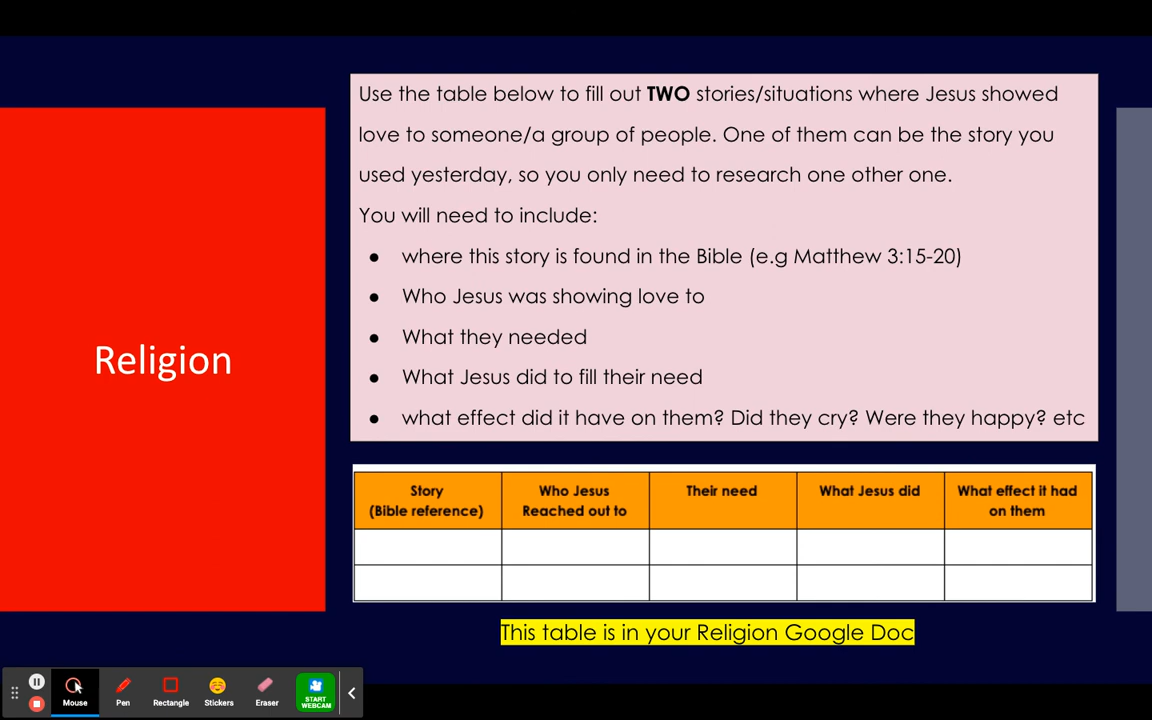 Religion
Use the table below to fill out TWO stories/situations where Jesus showed
love to someone/a group of people. One of them can be the story you
used yesterday, so you only need to research one other one.
You will need to include:
● where this story is found in the Bible (e.g Matthew 3:15-20)
● Who Jesus was showing love to
● What they needed
● What Jesus did to fill their need
● what effect did it have on them? Did they cry? Were they happy? etc
Story
(Bible reference)
Who Jesus
Reached out to
Their need
What Jesus did
What effect it had
on them
This table is in your Religion Google Doc
Mouse
Pen
Rectangle
Stickers
Eraser
START
WEBCAM